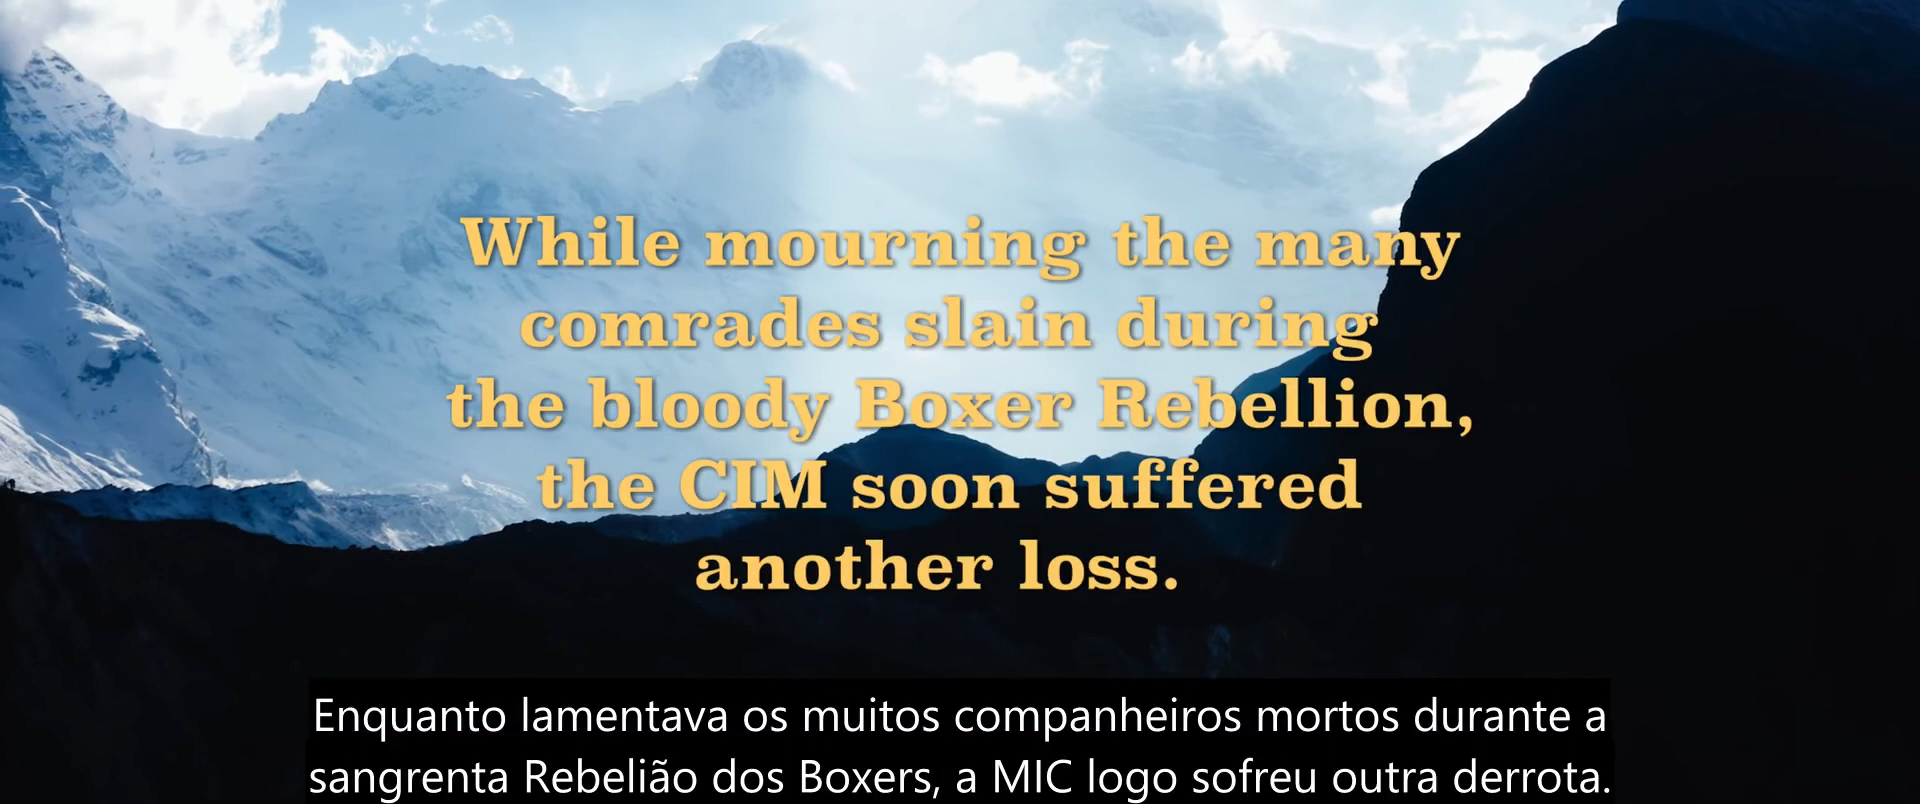 While mourning the many
comrades slain during
the bloody Boxer Rebellion,
the CIM soon suffered
another loss.
Enquanto lamentava os muitos companheiros mortos durante a
sangrenta Rebelião dos Boxers, a MIC logo sofreu outra derrota.